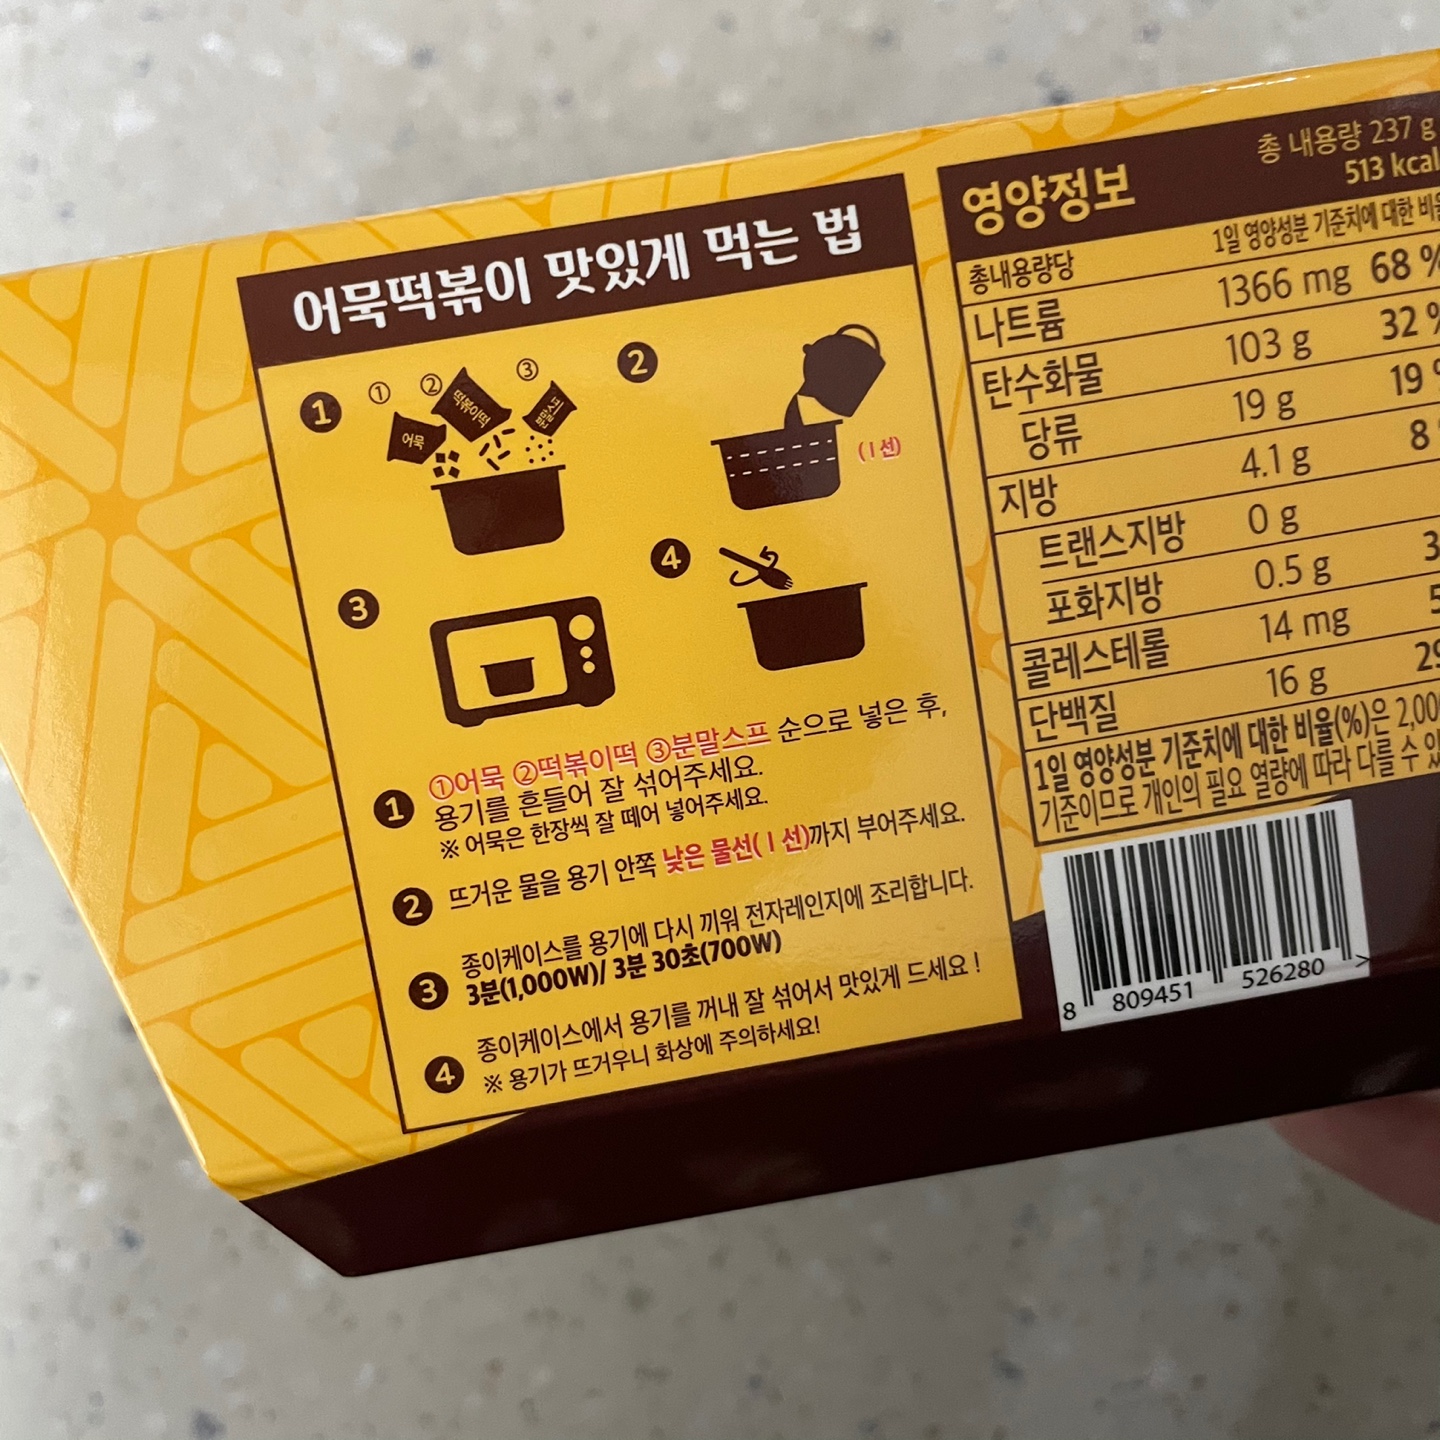 어묵떡볶이 맛있게 먹는 법
1
①
②
③
어묵
떡볶이떡
분말스프
2
(I 선)
3
4
1 ①어묵 ②떡볶이떡 ③분말스프 순으로 넣은 후,
용기를 흔들어 잘 섞어주세요.
※ 어묵은 한장씩 잘 떼어 넣어주세요.
2 뜨거운 물을 용기 안쪽 낮은 물선(I 선)까지 부어주세요.
3 종이케이스를 용기에 다시 끼워 전자레인지에 조리합니다.
3분(1,000W)/ 3분 30초(700W)
4 종이케이스에서 용기를 꺼내 잘 섞어서 맛있게 드세요 !
※ 용기가 뜨거우니 화상에 주의하세요!
영양정보
총 내용량 237 g
513 kcal
총내용량당 1일 영양성분 기준치에 대한 비율
나트륨 1366 mg 68 %
탄수화물 103 g 32 %
당류 19 g 19 %
지방 4.1 g 8
트랜스지방 0 g
포화지방 0.5 g 3
콜레스테롤 14 mg 5
단백질 16 g 29
1일 영양성분 기준치에 대한 비율(%)은
기준이므로 개인의 필요 열량에 따라 다를 수
8 809451 526280 >